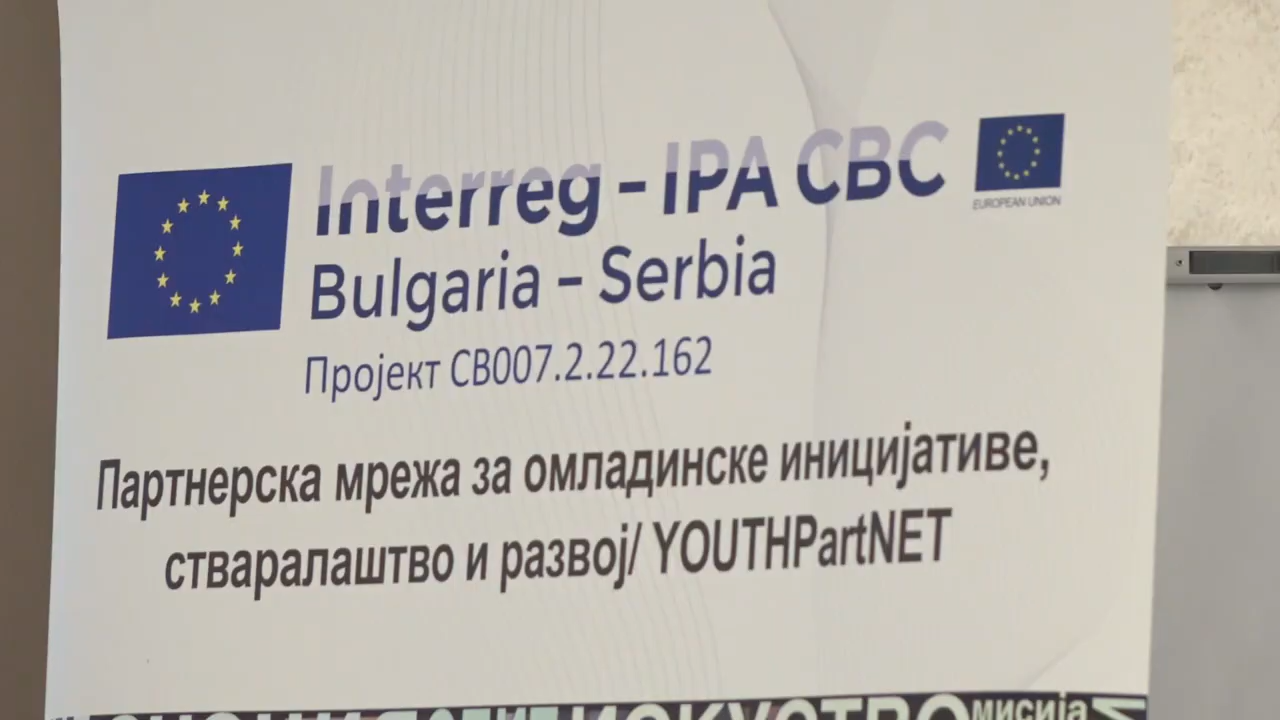 Interreg - IPA CBC
EUROPEAN UNION
Bulgaria - Serbia
Пројекат CB007.2.22.162
Партнерска мрежа за омладинске иницијативе,
стваралаштво и развој/ YOUTHPartNET
ИСКУСТВО
мисија